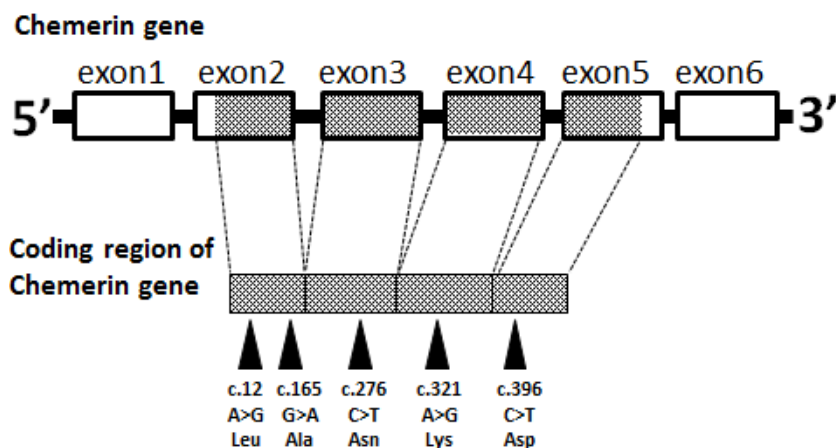 Chemerin gene
exon1 exon2 exon3 exon4 exon5 exon6
5’ 3’
Coding region of
Chemerin gene
c.12 c.165 c.276 c.321 c.396
A>G G>A C>T A>G C>T
Leu Ala Asn Lys Asp